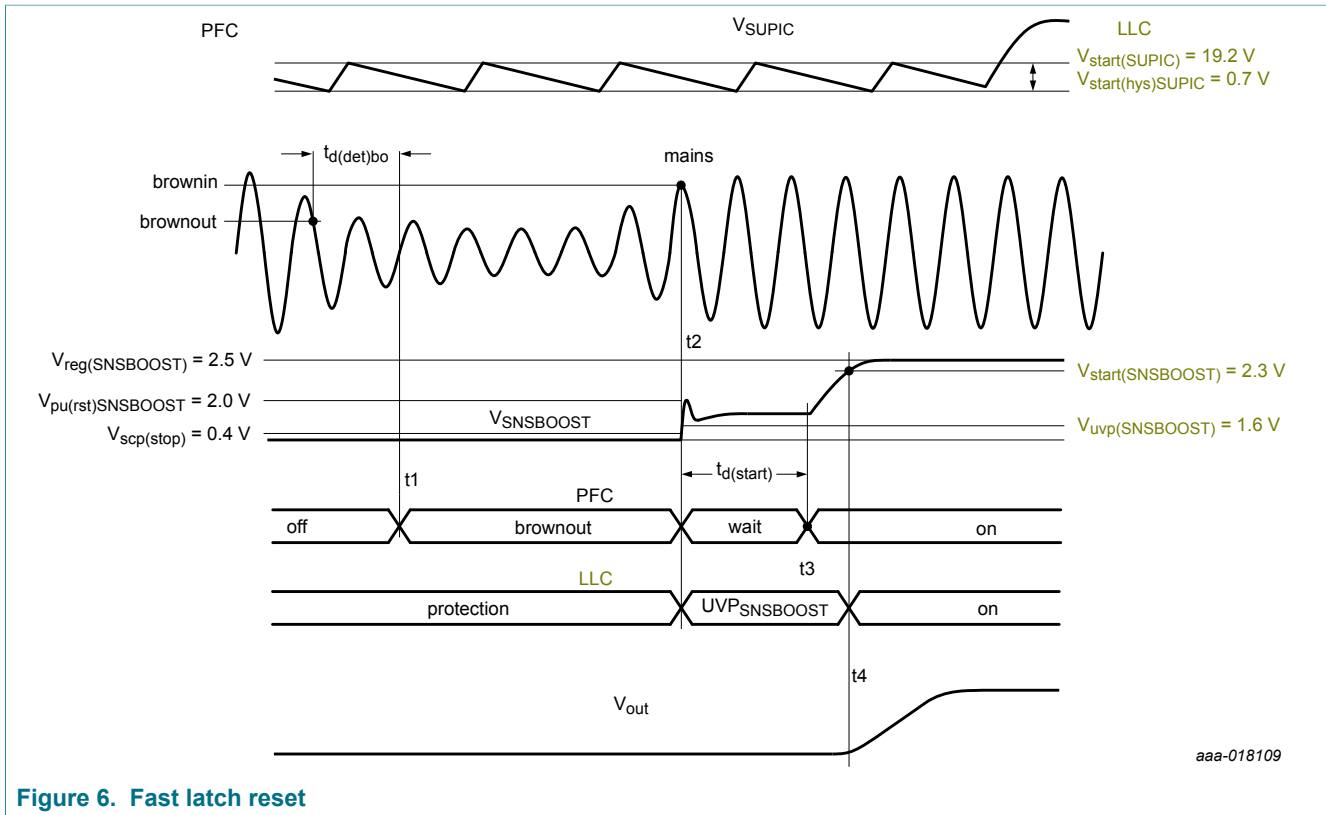 PFC
VSUPIC
LLC
Vstart(SUPIC) = 19.2 V
Vstart(hys)SUPIC = 0.7 V
td(det)bo
mains
brownin
brownout
t2
Vreg(SNSBOOST) = 2.5 V
Vstart(SNSBOOST) = 2.3 V
Vpu(rst)SNSBOOST = 2.0 V
VSNSBOOST
Vuvp(SNSBOOST) = 1.6 V
Vscp(stop) = 0.4 V
td(start)
t1
PFC
off
brownout
wait
on
t3
LLC
protection
UVPSNSBOOST
on
t4
Vout
aaa-018109
Figure 6. Fast latch reset